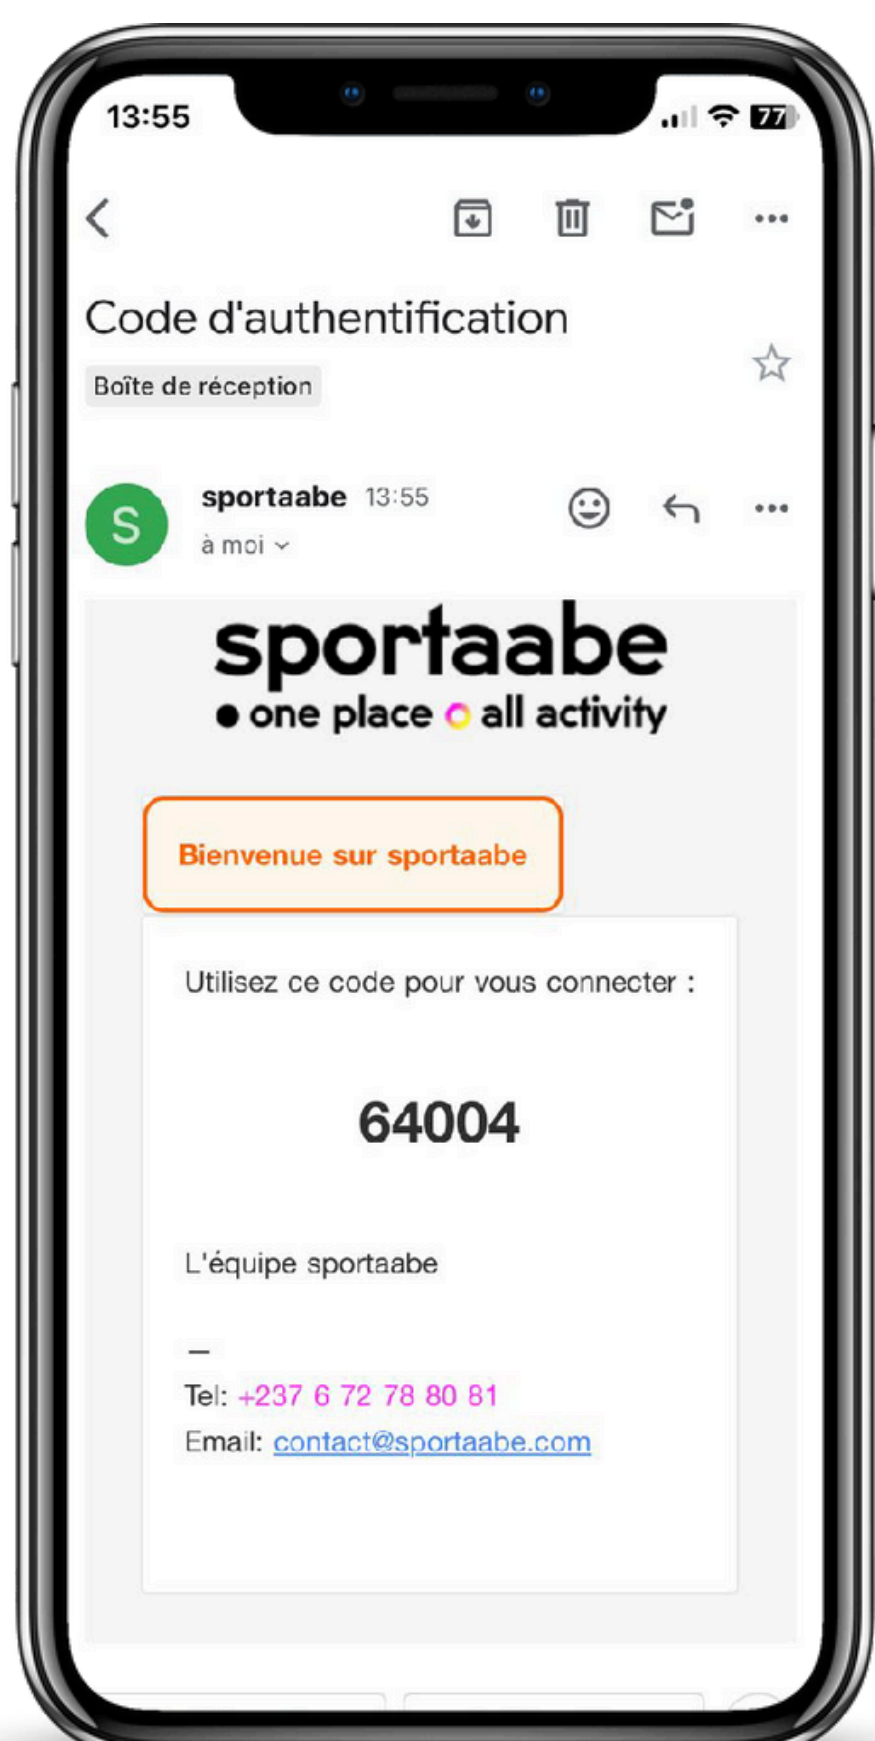 13:55
77
Code d'authentification
Boîte de réception
S
sportaabe 13:55
à moi
sportaabe
one place all activity
Bienvenue sur sportaabe
Utilisez ce code pour vous connecter :
64004
L'équipe sportaabe
—
Tel: +237 6 72 78 80 81
Email: contact@sportaabe.com